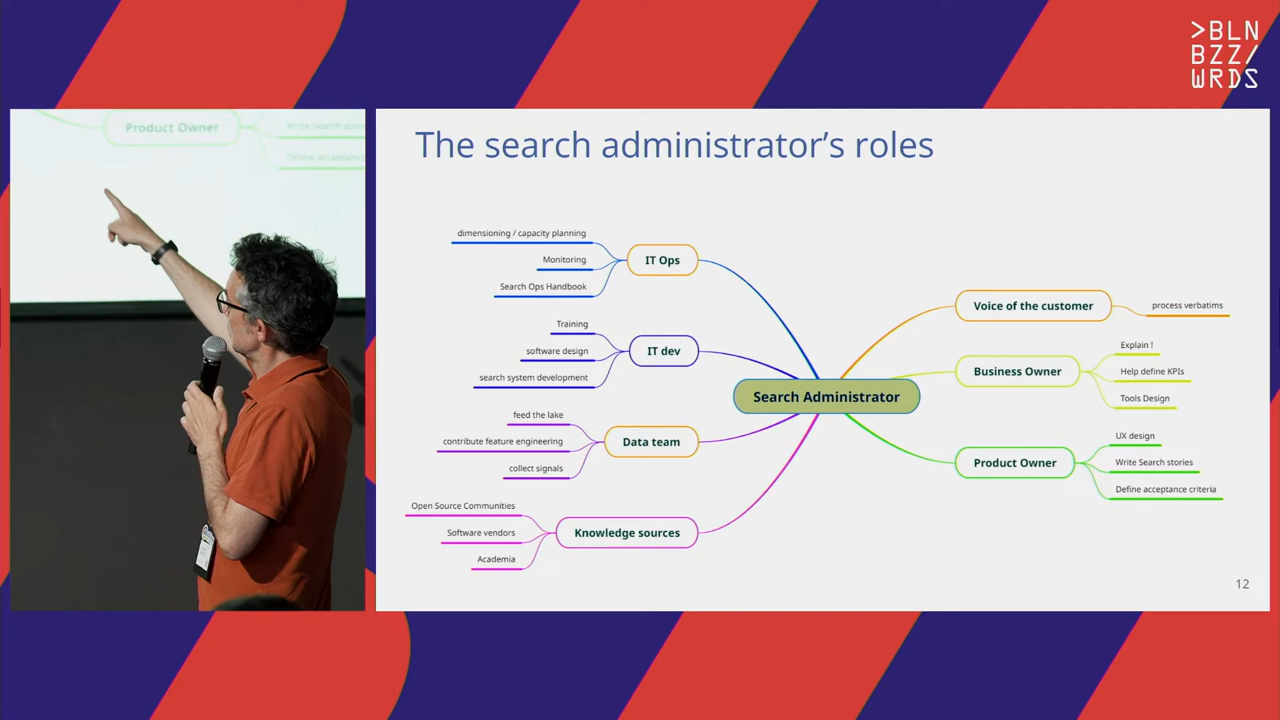 >BLN
BZZ/
WRDS
Product Owner
The search administrator's roles
dimensioning / capacity planning
Monitoring
Search Ops Handbook
IT Ops
Training
software design
search system development
IT dev
feed the lake
contribute feature engineering
collect signals
Data team
Open Source Communities
Software vendors
Academia
Knowledge sources
Search Administrator
Voice of the customer
process verbatims
Business Owner
Explain !
Help define KPIs
Tools Design
Product Owner
UX design
Write Search stories
Define acceptance criteria
12